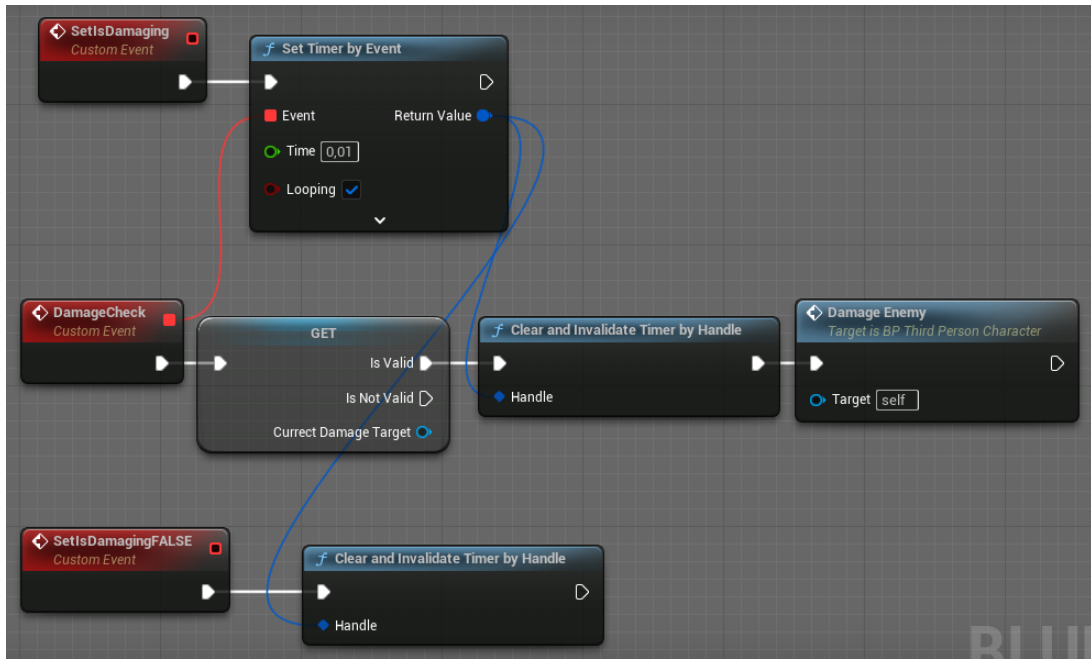 SetIsDamaging
Custom Event
f Set Timer by Event
Event
Return Value
Time 0,01
Looping
DamageCheck
Custom Event
GET
Is Valid
Is Not Valid
Currect Damage Target
f Clear and Invalidate Timer by Handle
Handle
Damage Enemy
Target is BP Third Person Character
Target self
SetIsDamagingFALSE
Custom Event
f Clear and Invalidate Timer by Handle
Handle